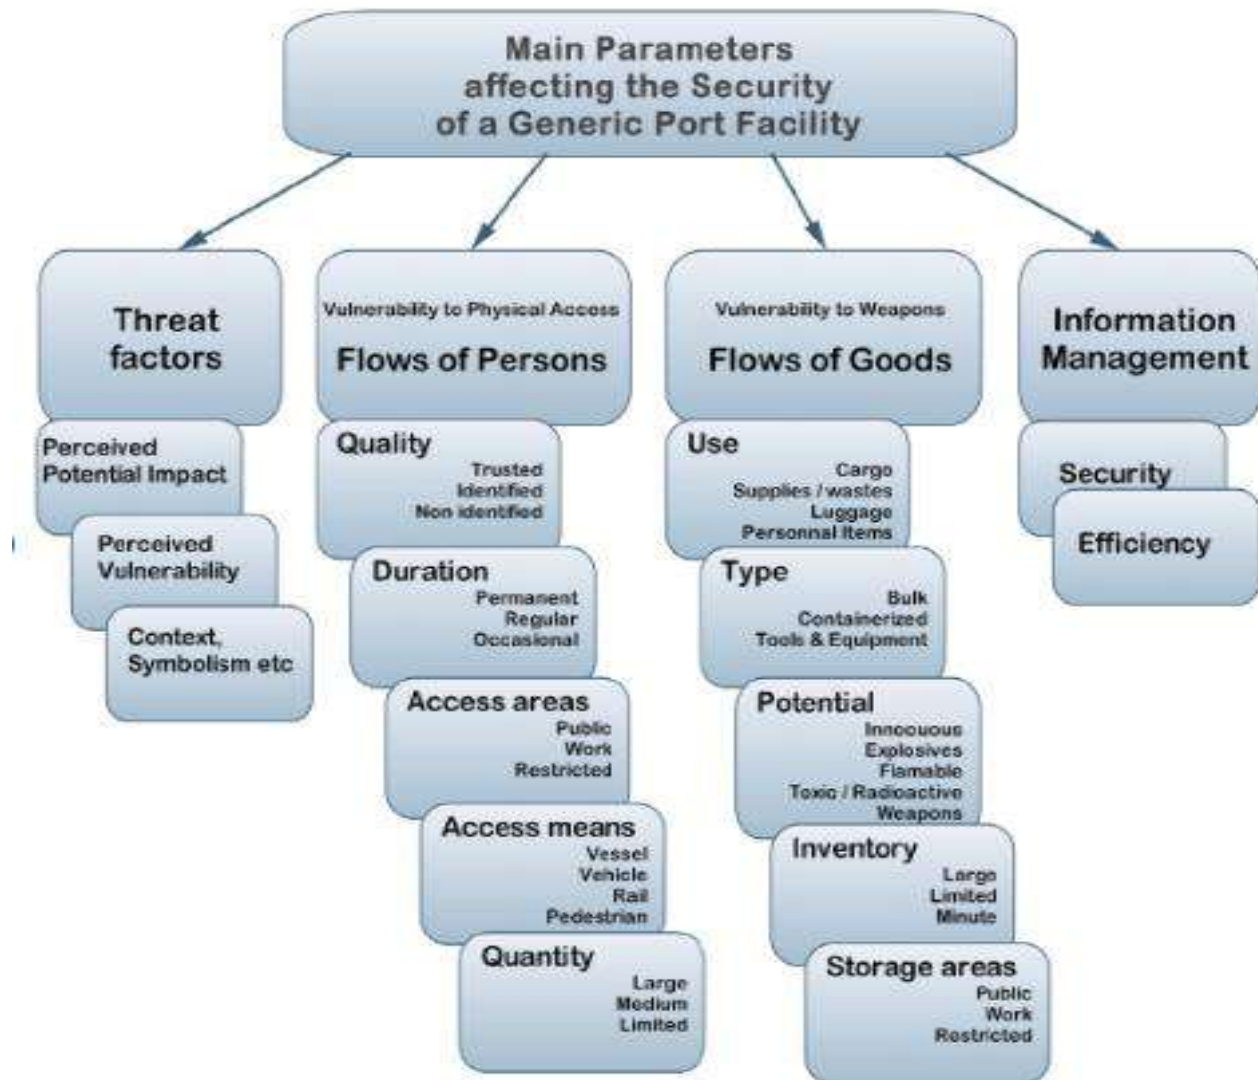 Main Parameters
affecting the Security
of a Generic Port Facility
Threat
factors
Perceived
Potential Impact
Perceived
Vulnerability
Context,
Symbolism etc
Vulnerability to Physical Access
Flows of Persons
Quality
Trusted
Identified
Non identified
Duration
Permanent
Regular
Occasional
Access areas
Public
Work
Restricted
Access means
Vessel
Vehicle
Rail
Pedestrian
Quantity
Large
Medium
Limited
Vulnerability to Weapons
Flows of Goods
Use
Cargo
Supplies / wastes
Luggage
Personnal Items
Type
Bulk
Containerized
Tools & Equipment
Potential
Innocuous
Explosives
Flamable
Toxic / Radioactive
Weapons
Inventory
Large
Limited
Minute
Storage areas
Public
Work
Restricted
Information
Management
Security
Efficiency